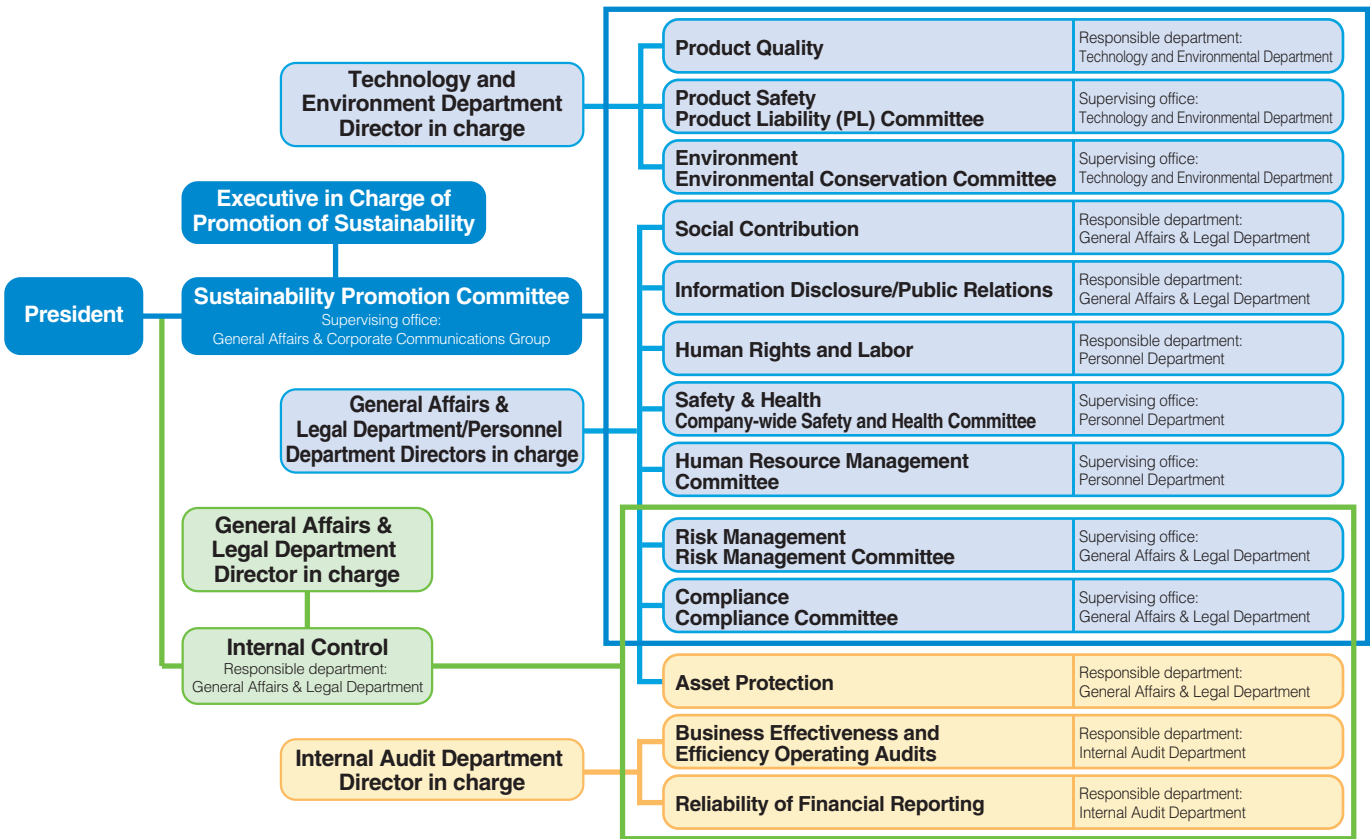 President
Executive in Charge of
Promotion of Sustainability
Sustainability Promotion Committee
Supervising office:
General Affairs & Corporate Communications Group
Technology and
Environment Department
Director in charge
General Affairs &
Legal Department/Personnel
Department Directors in charge
General Affairs &
Legal Department
Director in charge
Internal Control
Responsible department:
General Affairs & Legal Department
Internal Audit Department
Director in charge
Product Quality
Responsible department:
Technology and Environmental Department
Product Safety
Product Liability (PL) Committee
Supervising office:
Technology and Environmental Department
Environment
Environmental Conservation Committee
Supervising office:
Technology and Environmental Department
Social Contribution
Responsible department:
General Affairs & Legal Department
Information Disclosure/Public Relations
Responsible department:
General Affairs & Legal Department
Human Rights and Labor
Responsible department:
Personnel Department
Safety & Health
Company-wide Safety and Health Committee
Supervising office:
Personnel Department
Human Resource Management
Committee
Supervising office:
Personnel Department
Risk Management
Risk Management Committee
Supervising office:
General Affairs & Legal Department
Compliance
Compliance Committee
Supervising office:
General Affairs & Legal Department
Asset Protection
Responsible department:
General Affairs & Legal Department
Business Effectiveness and
Efficiency Operating Audits
Responsible department:
Internal Audit Department
Reliability of Financial Reporting
Responsible department:
Internal Audit Department